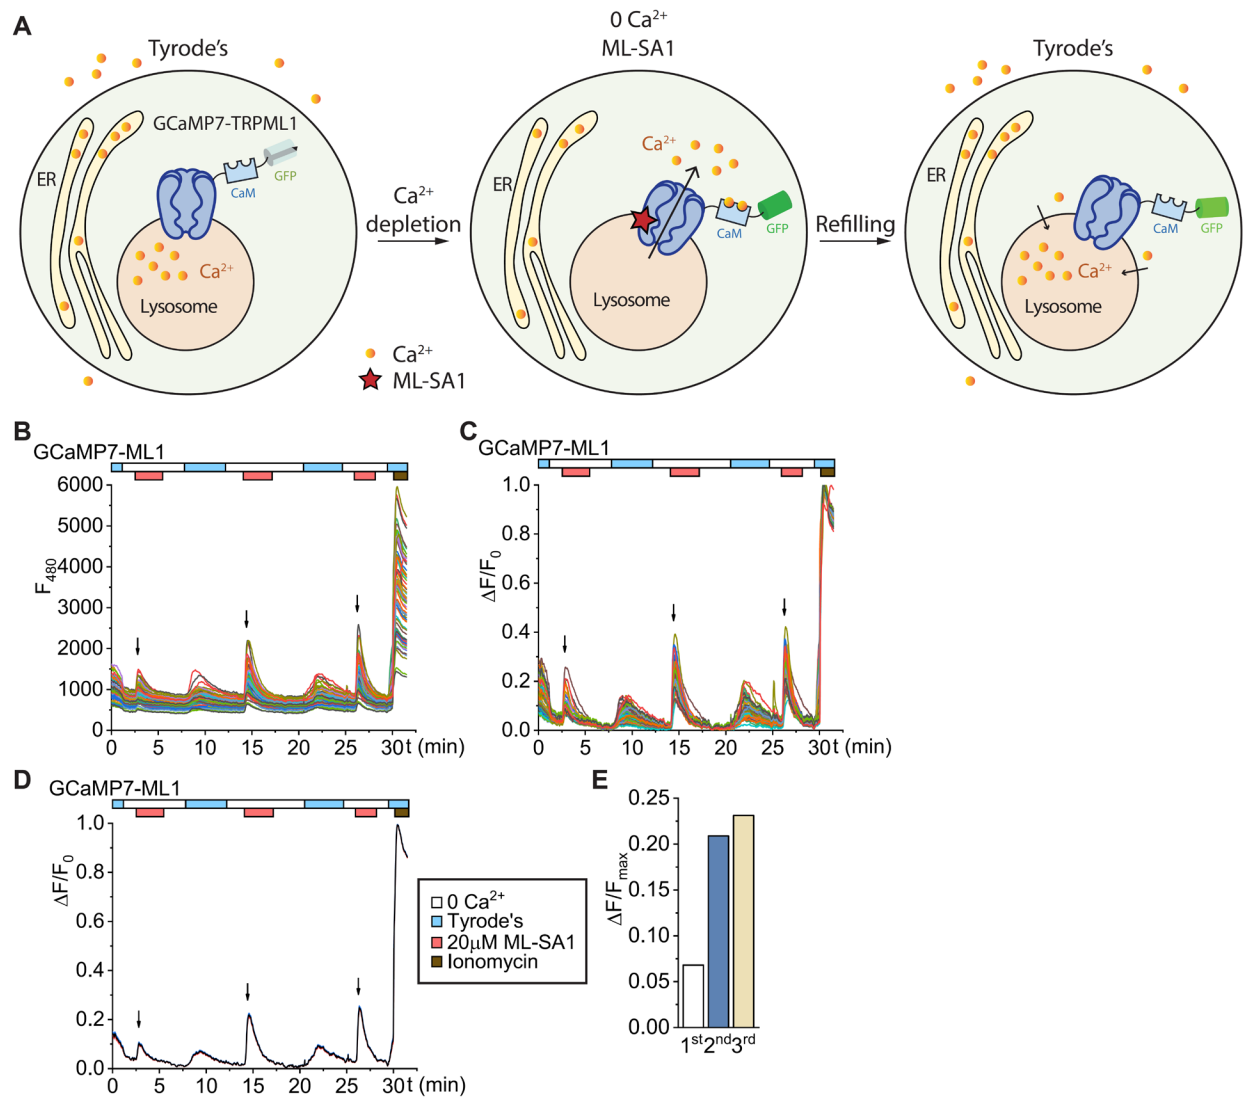 A
Tyrode's
0 Ca²⁺
ML-SA1
Tyrode's
GCaMP7-TRPML1
ER
CaM
GFP
Ca²⁺
Lysosome
Ca²⁺
depletion
Ca²⁺
ER
CaM
GFP
Lysosome
Refilling
ER
CaM
GFP
Ca²⁺
Lysosome
Ca²⁺
ML-SA1
B
GCaMP7-ML1
F480
6000
5000
4000
3000
2000
1000
0
0 5 10 15 20 25 30 t (min)
C
GCaMP7-ML1
ΔF/F0
1.0
0.8
0.6
0.4
0.2
0.0
0 5 10 15 20 25 30 t (min)
D
GCaMP7-ML1
ΔF/F0
1.0
0.8
0.6
0.4
0.2
0.0
0 5 10 15 20 25 30 t (min)
0 Ca²⁺
Tyrode's
20μM ML-SA1
Ionomycin
E
ΔF/Fmax
0.25
0.20
0.15
0.10
0.05
0.00
1st 2nd 3rd